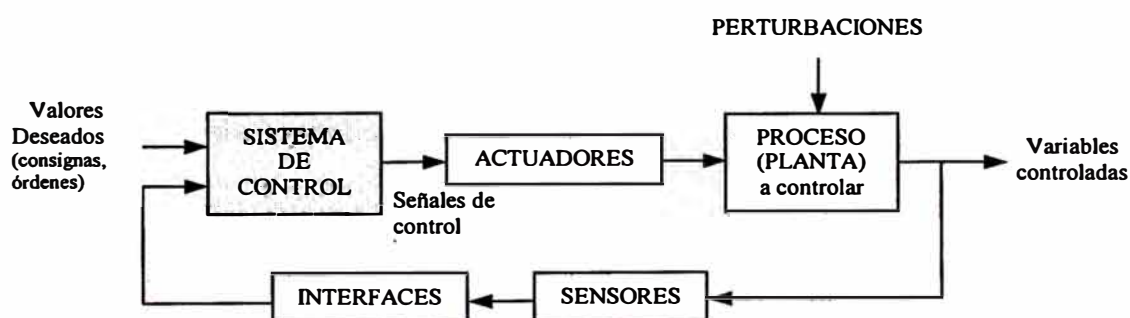 PERTURBACIONES
Valores
Deseados
(consignas,
órdenes)
SISTEMA
DE
CONTROL
Señales de
control
ACTUADORES
PROCESO
(PLANTA)
a controlar
Variables
controladas
INTERFACES
SENSORES